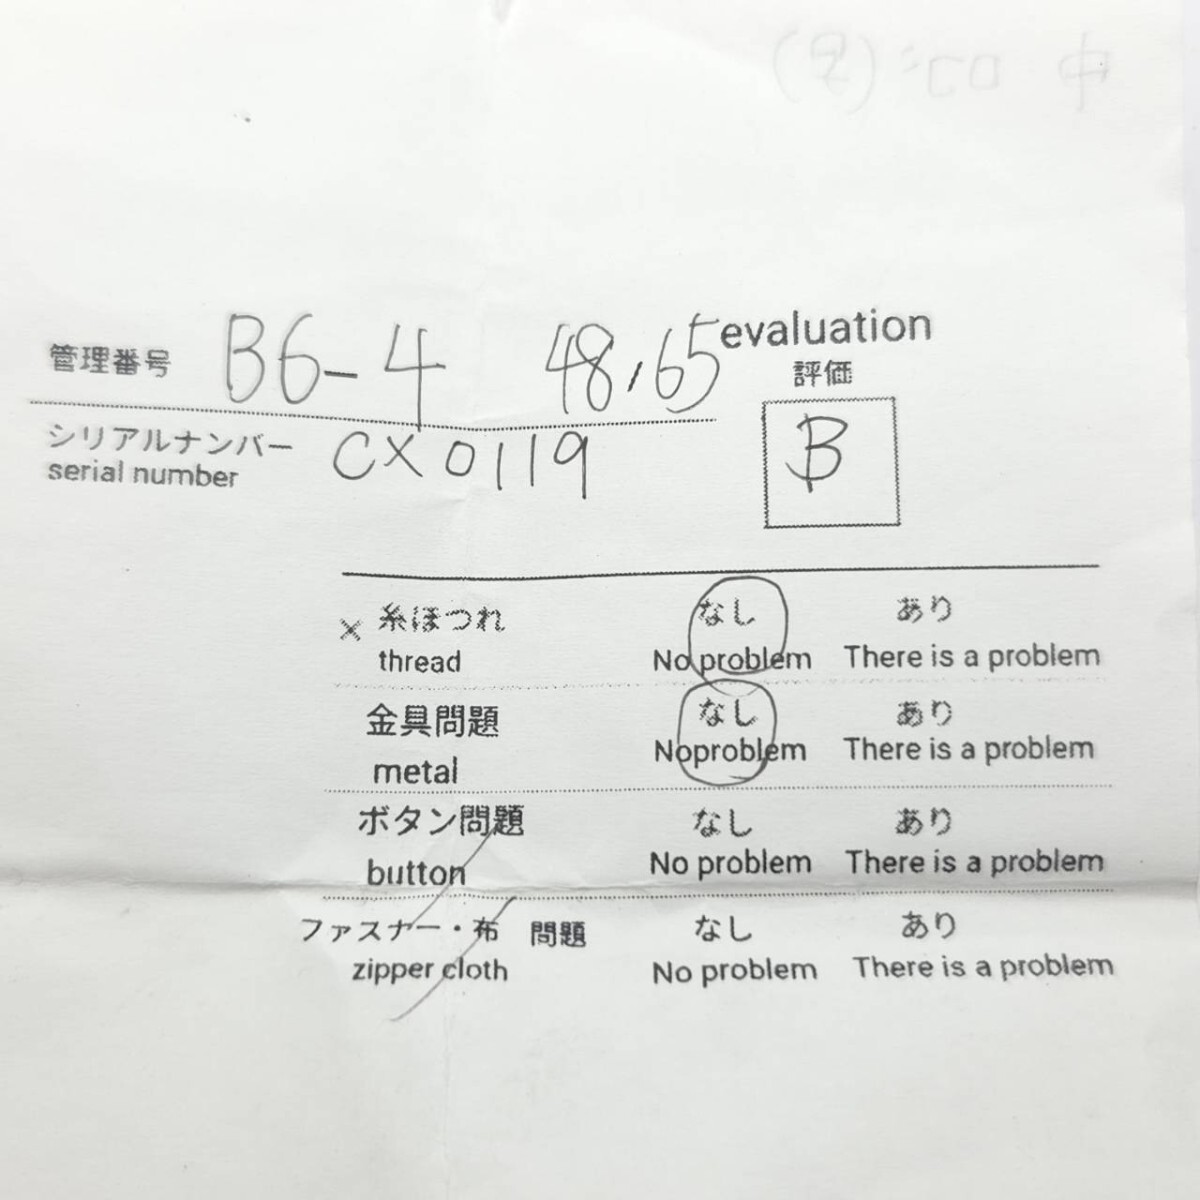 管理番号 B6-4 48,65 evaluation
評価
シリアルナンバー CX0119 B
serial number
× 糸ほつれ なし あり
thread No problem There is a problem
金具問題 なし あり
metal Noproblem There is a problem
ボタン問題 なし あり
button No problem There is a problem
ファスナー・布 問題 なし あり
zipper cloth No problem There is a problem